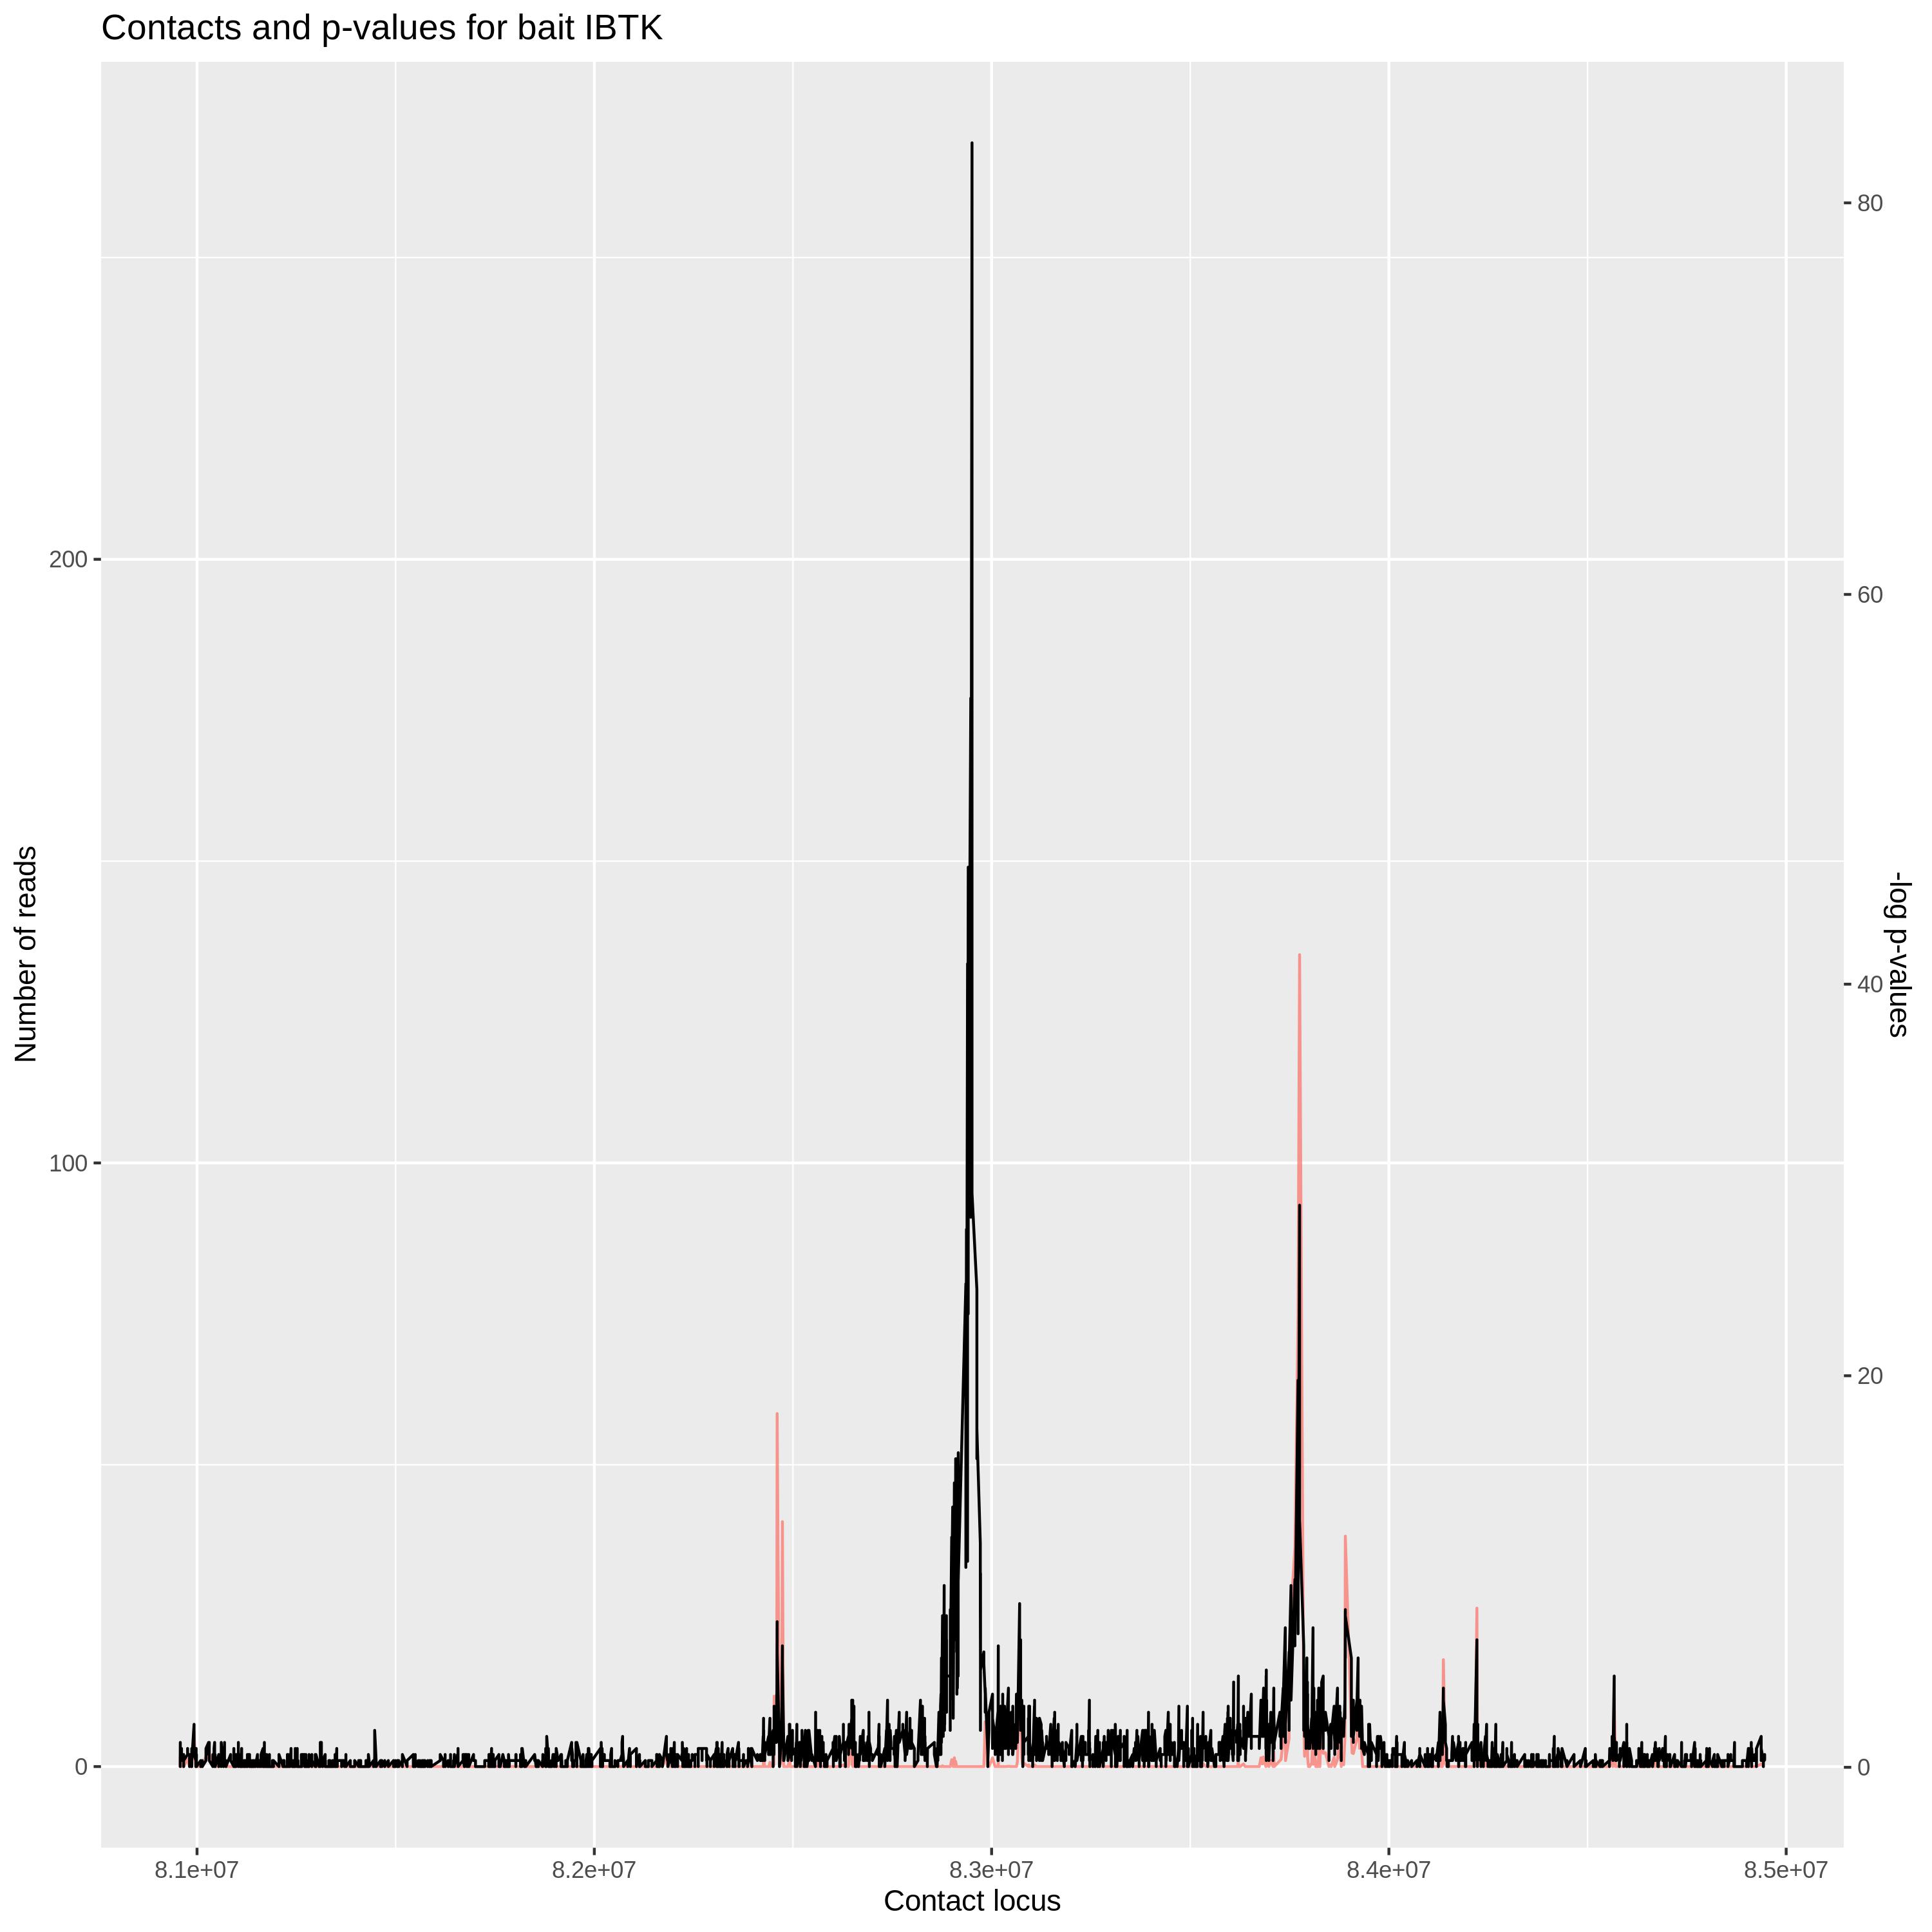 Contacts and p-values for bait IBTK
Number of reads
200
100
0
80
60
40
20
0
-log p-values
8.1e+07
8.2e+07
8.3e+07
8.4e+07
8.5e+07
Contact locus